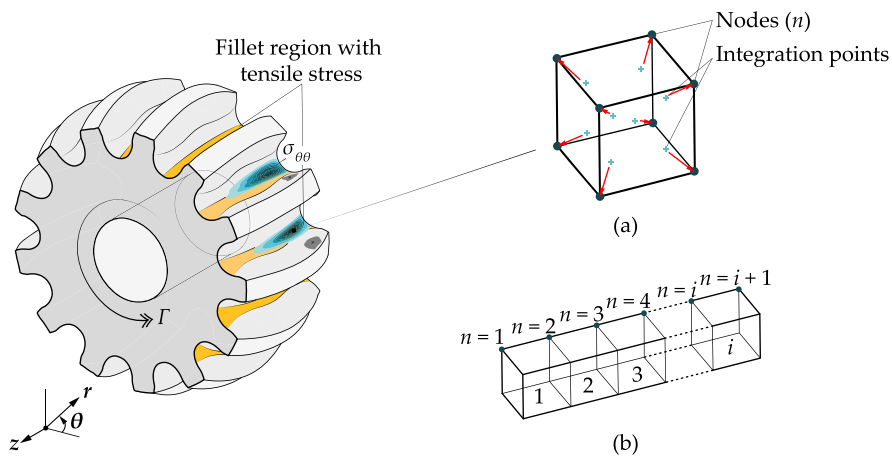 Fillet region with
tensile stress
σθθ
Γ
r
θ
z
Nodes (n)
Integration points
(a)
n = 1
n = 2
n = 3
n = 4
n = i
n = i + 1
1
2
3
i
(b)